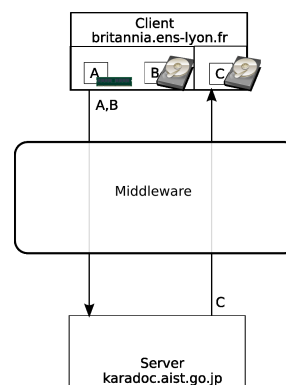 Client
britannia.ens-lyon.fr
A B C
A,B
Middleware
C
Server
karadoc.aist.go.jp